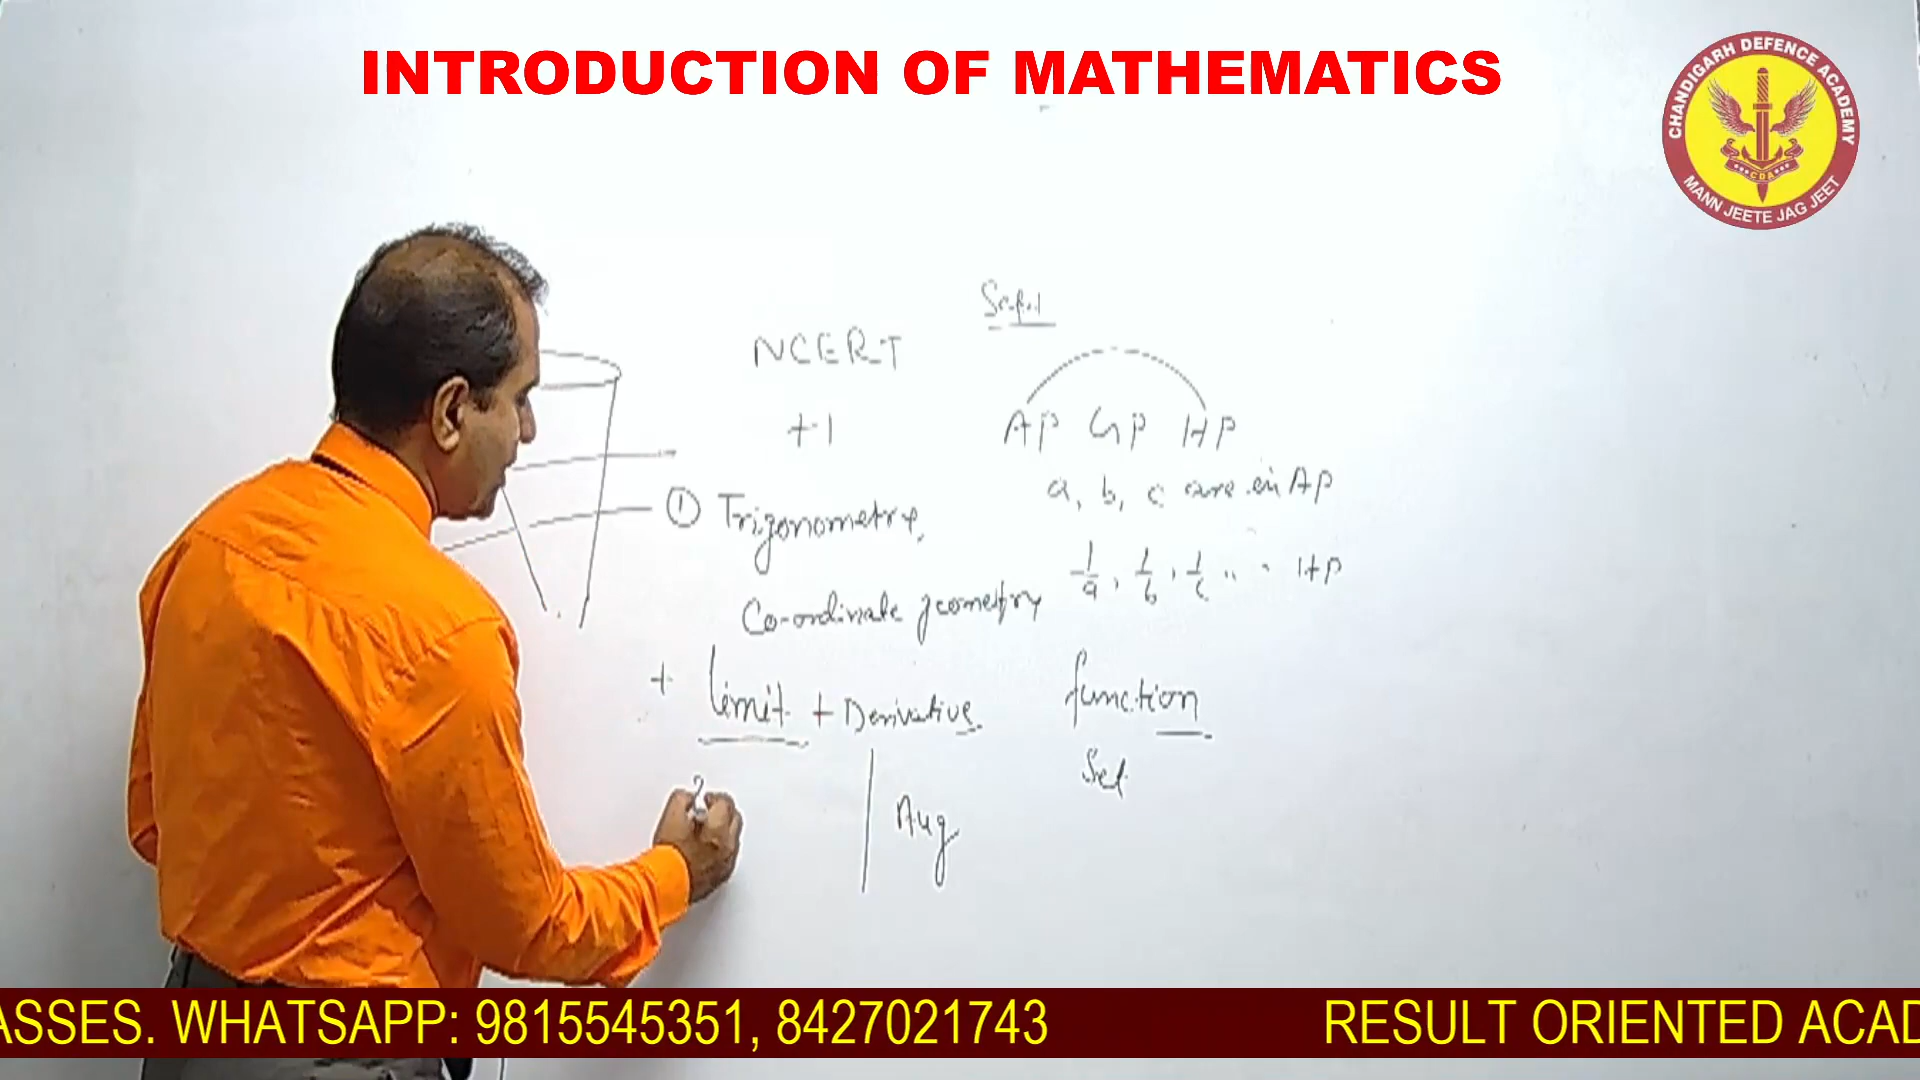 INTRODUCTION OF MATHEMATICS
CHANDIGARH DEFENCE ACADEMY
CDA
MANN JEETE JAG JEET
NCERT
+1
AP GP HP
a, b, c are in AP
① Trigonometry,
1/a, 1/b, 1/c " " HP
Co-ordinate geometry
+ limit + Derivative
function
Set
Aug
ASSES. WHATSAPP: 9815545351, 8427021743 RESULT ORIENTED ACAD